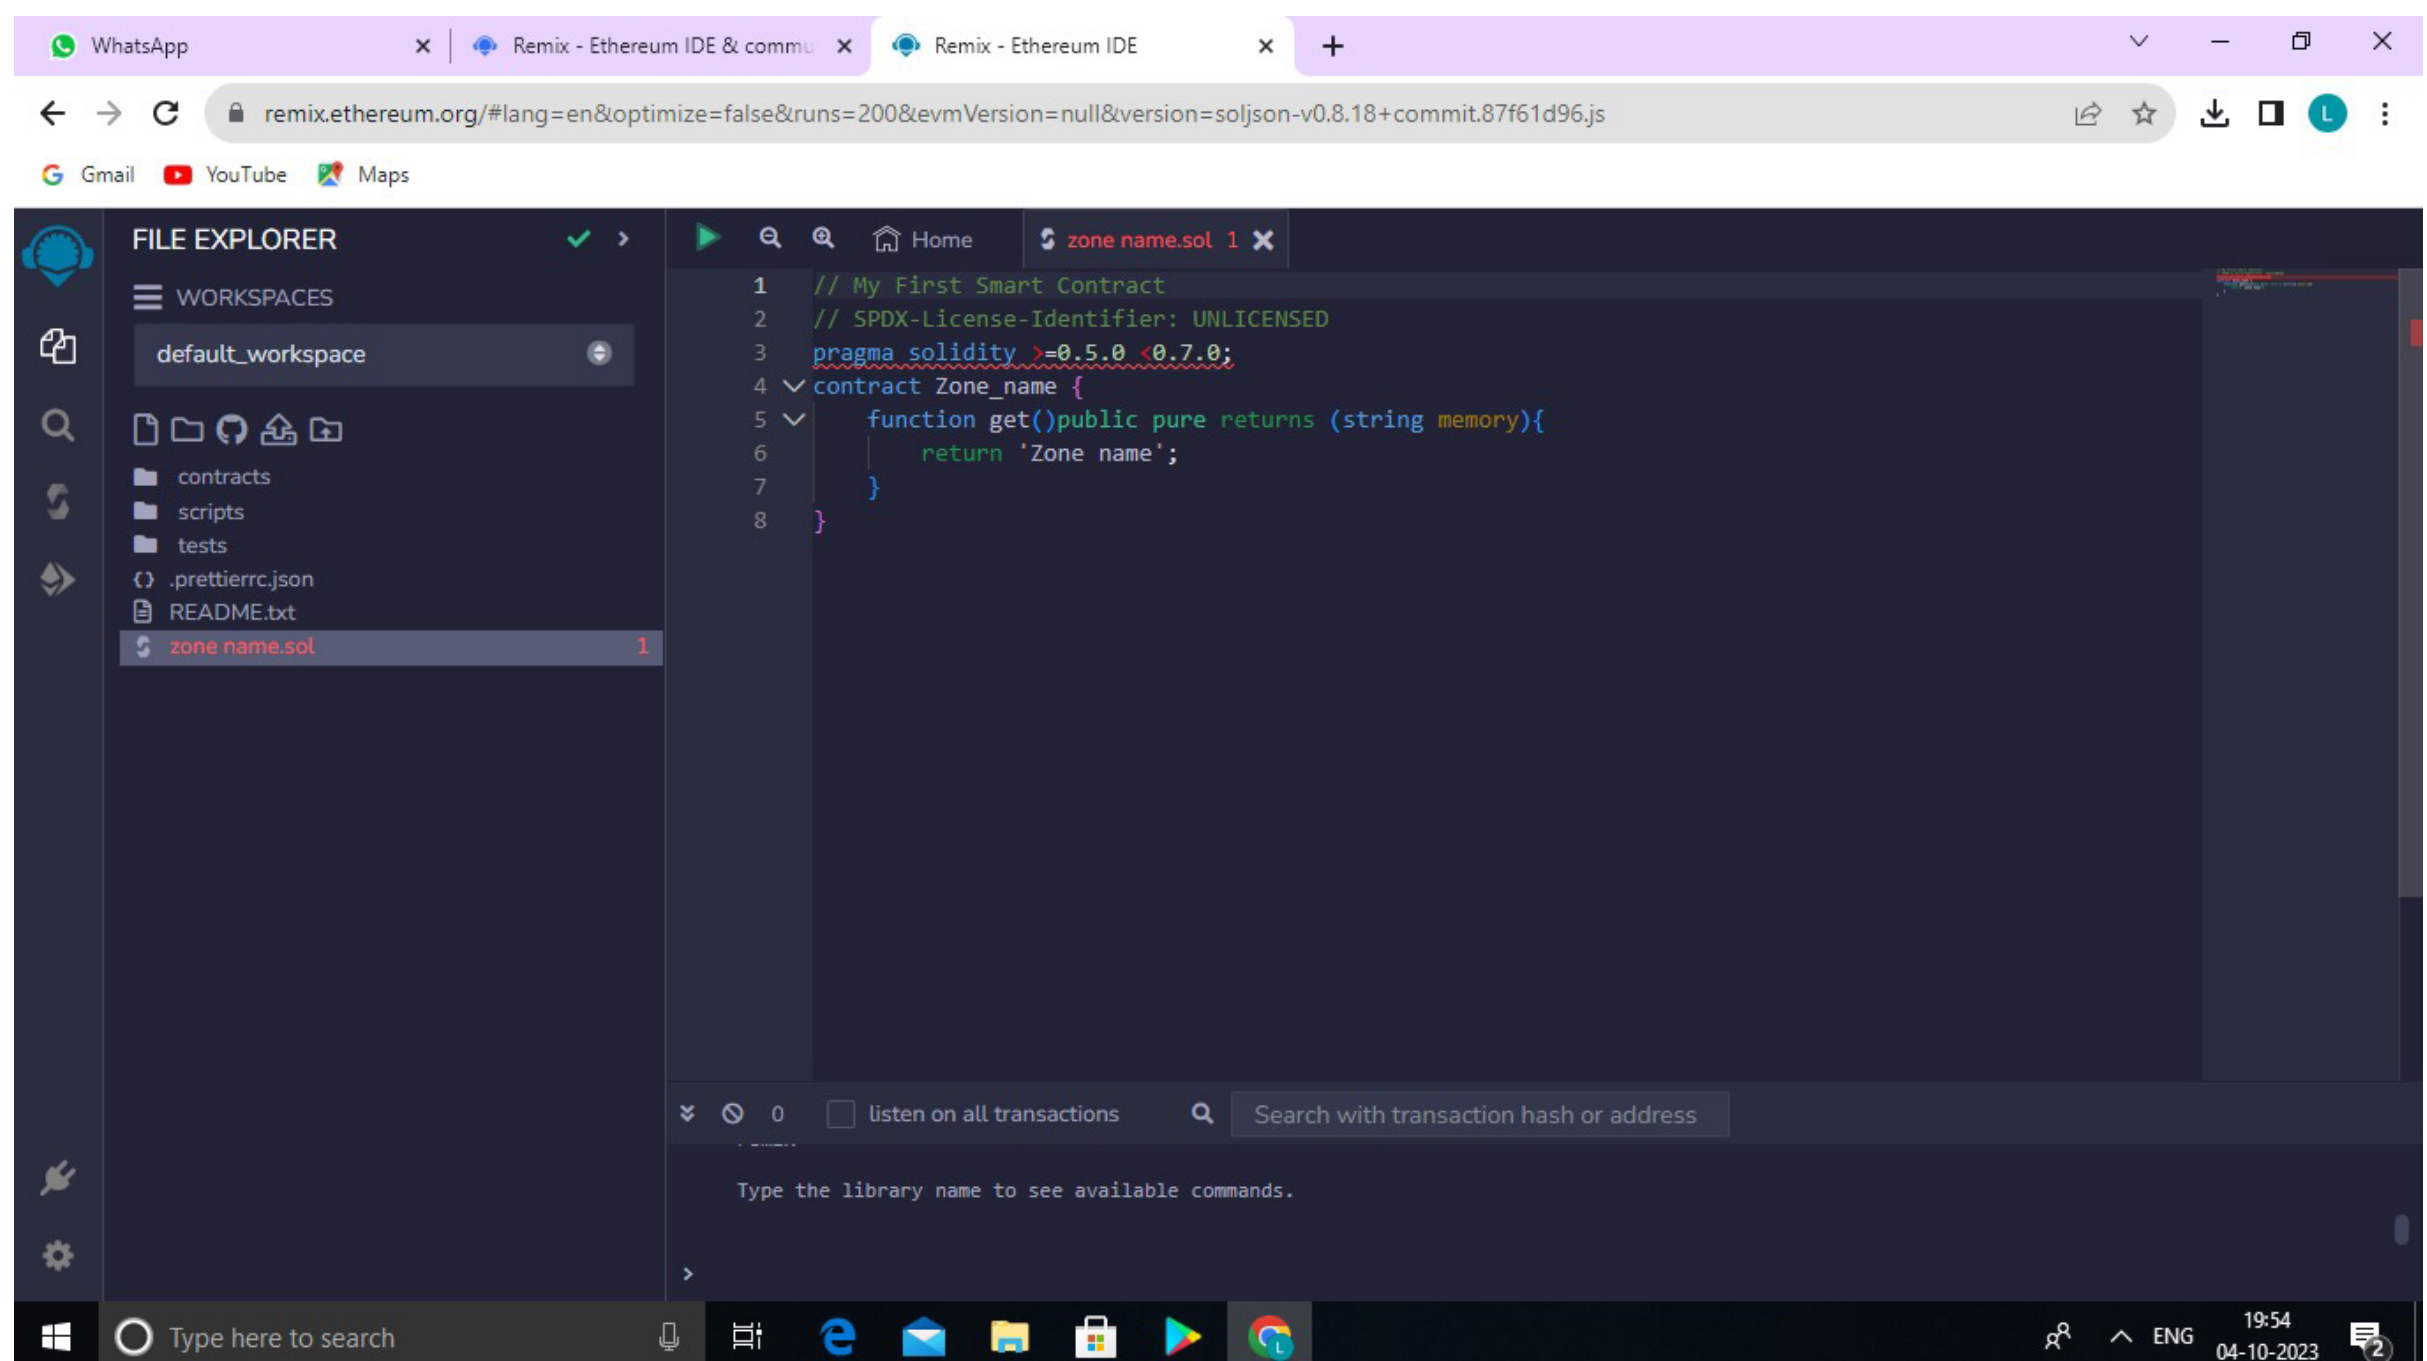 WhatsApp
Remix - Ethereum IDE & commu
Remix - Ethereum IDE
remix.ethereum.org/#lang=en&optimize=false&runs=200&evmVersion=null&version=soljson-v0.8.18+commit.87f61d96.js
L
Gmail
YouTube
Maps
FILE EXPLORER
WORKSPACES
default_workspace
contracts
scripts
tests
.prettierrc.json
README.txt
zone name.sol 1
Home
zone name.sol 1
1 // My First Smart Contract
2 // SPDX-License-Identifier: UNLICENSED
3 pragma solidity >=0.5.0 <0.7.0;
4 contract Zone_name {
5 function get()public pure returns (string memory){
6 return 'Zone name';
7 }
8 }
0 listen on all transactions Search with transaction hash or address
Type the library name to see available commands.
>
Type here to search
ENG
19:54
04-10-2023
2